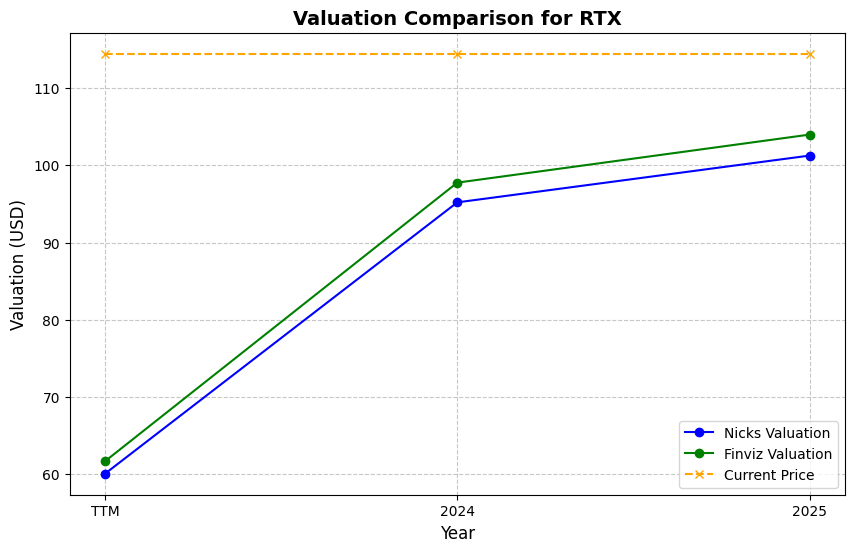 Valuation Comparison for RTX
Valuation (USD)
110
100
90
80
70
60
TTM
2024
2025
Year
Nicks Valuation
Finviz Valuation
Current Price